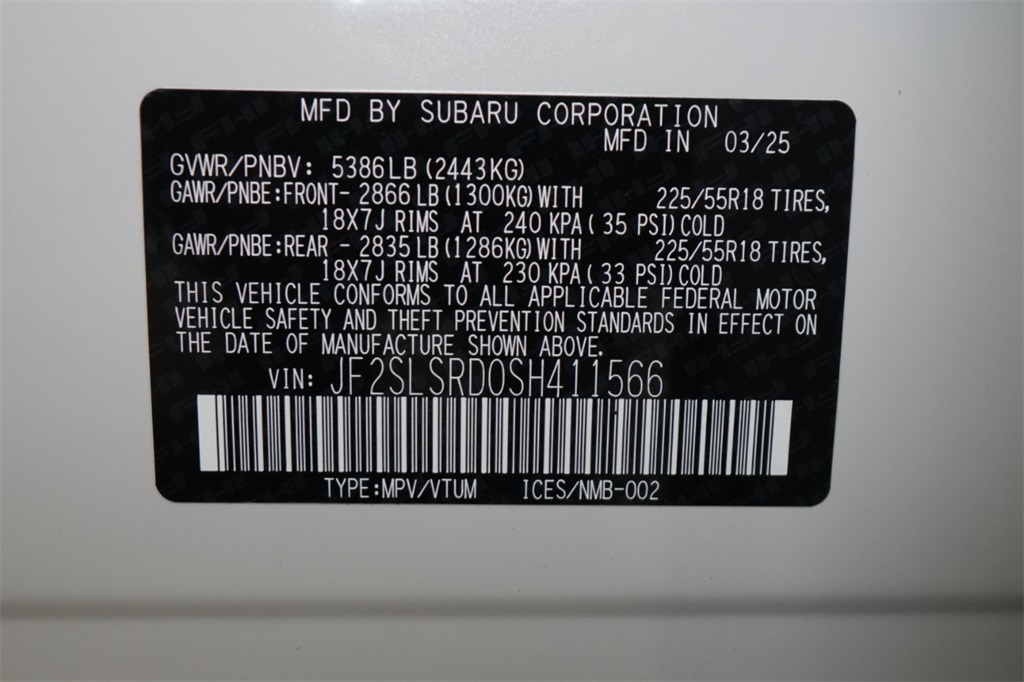 MFD BY SUBARU CORPORATION
MFD IN 03/25
GVWR/PNBV: 5386LB (2443KG)
GAWR/PNBE:FRONT- 2866 LB (1300KG) WITH 225/55R18 TIRES,
18X7J RIMS AT 240 KPA ( 35 PSI) COLD
GAWR/PNBE:REAR - 2835 LB (1286KG) WITH 225/55R18 TIRES,
18X7J RIMS AT 230 KPA ( 33 PSI) COLD
THIS VEHICLE CONFORMS TO ALL APPLICABLE FEDERAL MOTOR
VEHICLE SAFETY AND THEFT PREVENTION STANDARDS IN EFFECT ON
THE DATE OF MANUFACTURE SHOWN ABOVE.
VIN: JF2SLSRD0SH411566
TYPE:MPV/VTUM ICES/NMB-002